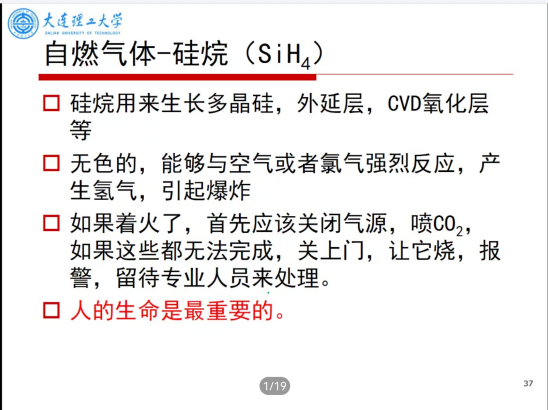 大连理工大学
DALIAN UNIVERSITY OF TECHNOLOGY
自燃气体-硅烷（SiH₄）
硅烷用来生长多晶硅，外延层，CVD氧化层
等
无色的，能够与空气或者氯气强烈反应，产
生氢气，引起爆炸
如果着火了，首先应该关闭气源，喷CO₂，
如果这些都无法完成，关上门，让它烧，报
警，留待专业人员来处理。
人的生命是最重要的。
1/19
37